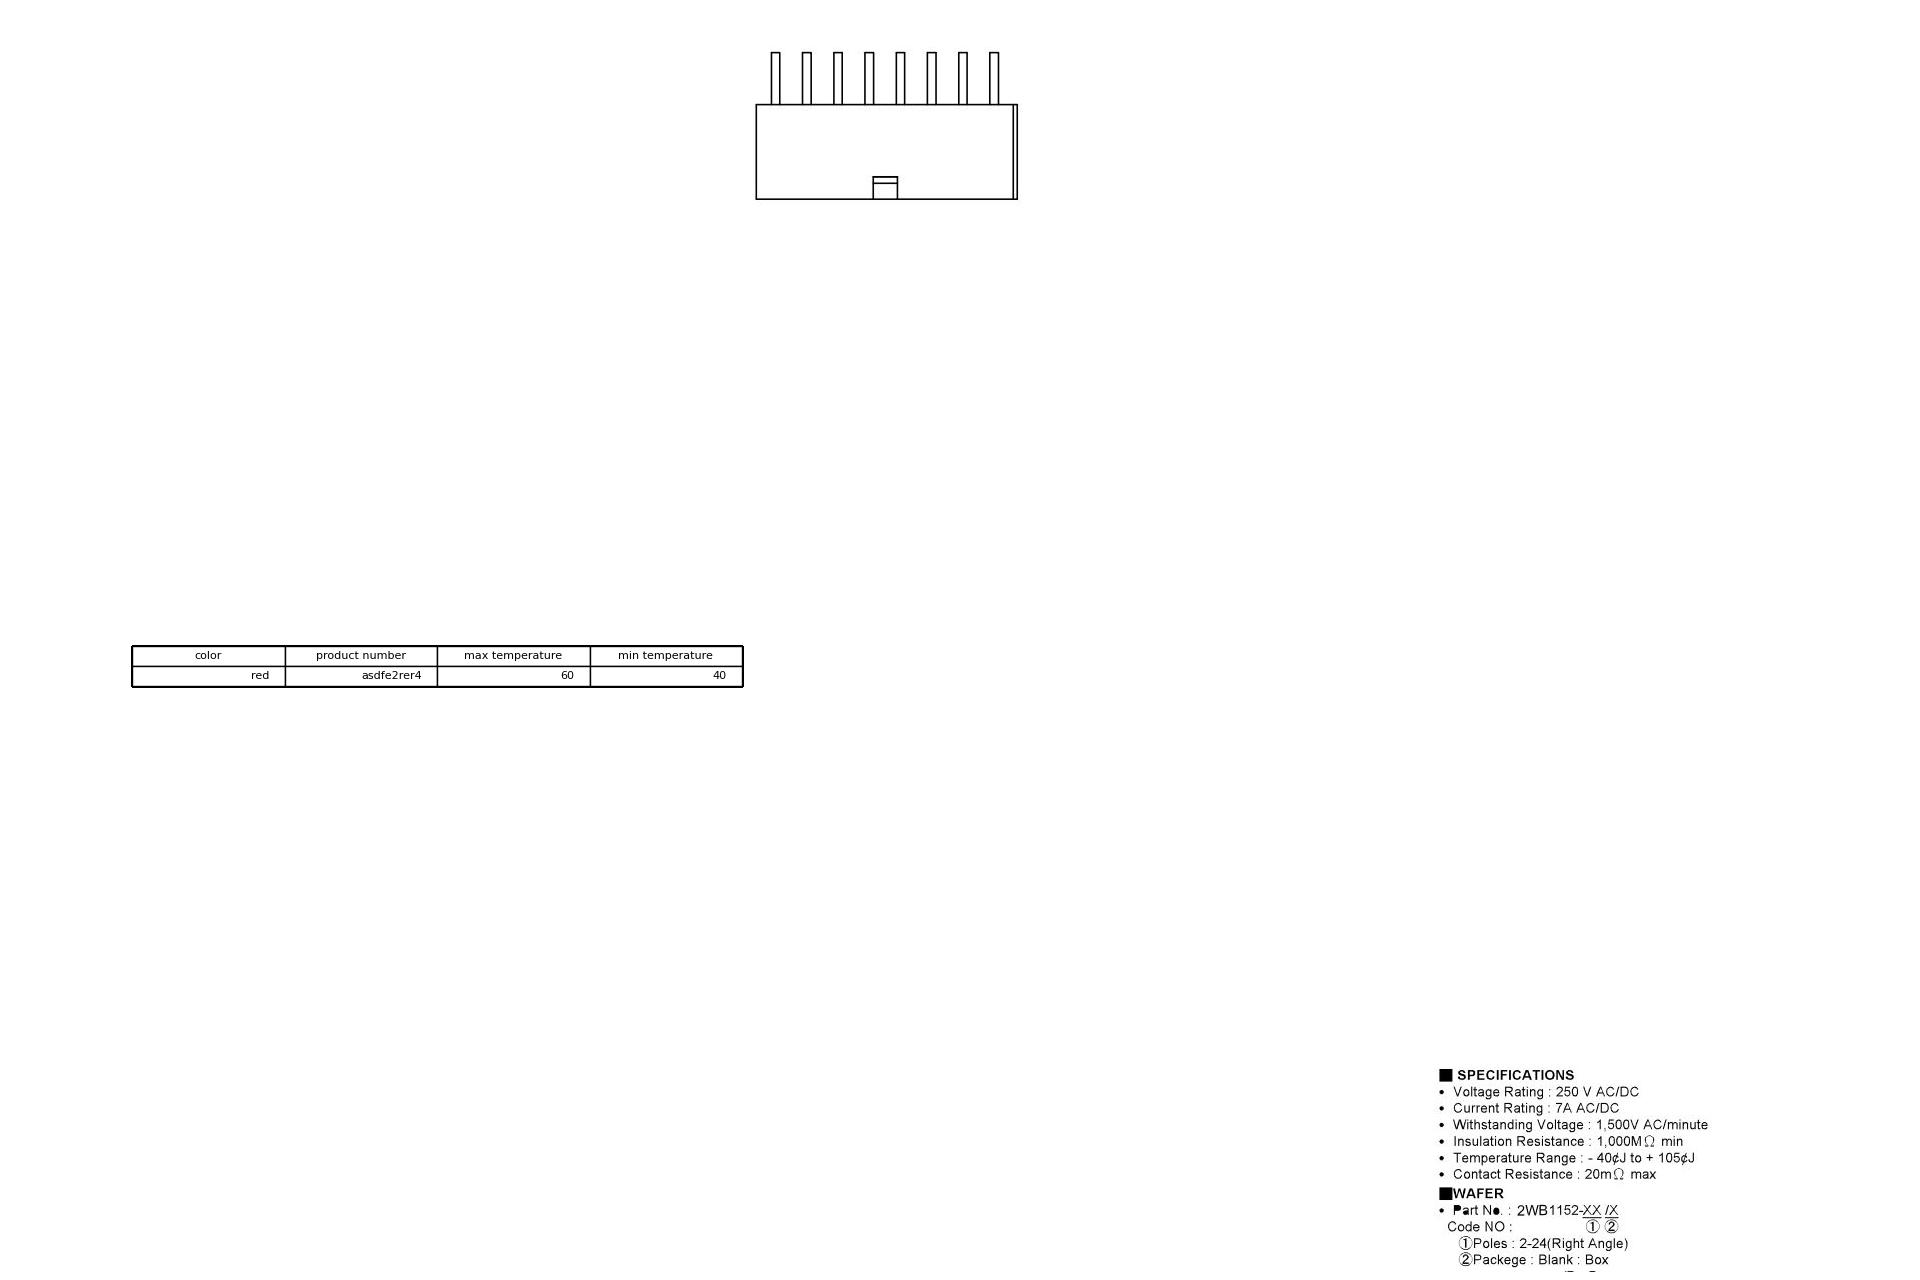 color product number max temperature min temperature
red asdfe2rer4 60 40
■ SPECIFICATIONS
• Voltage Rating : 250 V AC/DC
• Current Rating : 7A AC/DC
• Withstanding Voltage : 1,500V AC/minute
• Insulation Resistance : 1,000MΩ min
• Temperature Range : - 40¢J to + 105¢J
• Contact Resistance : 20mΩ max
■WAFER
• Part No. : 2WB1152-XX /X
Code NO : ① ②
①Poles : 2-24(Right Angle)
②Packege : Blank : Box